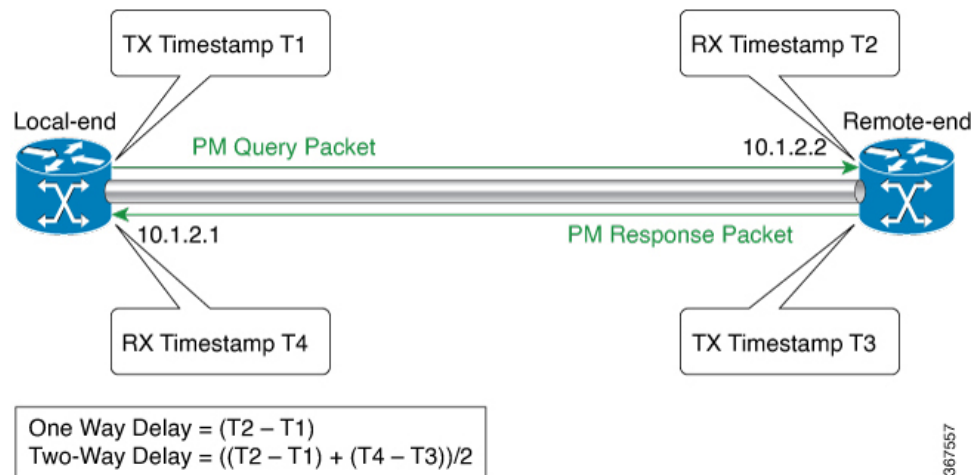 TX Timestamp T1
RX Timestamp T2
Local-end
Remote-end
PM Query Packet
10.1.2.2
10.1.2.1
PM Response Packet
RX Timestamp T4
TX Timestamp T3
One Way Delay = (T2 – T1)
Two-Way Delay = ((T2 – T1) + (T4 – T3))/2
367557